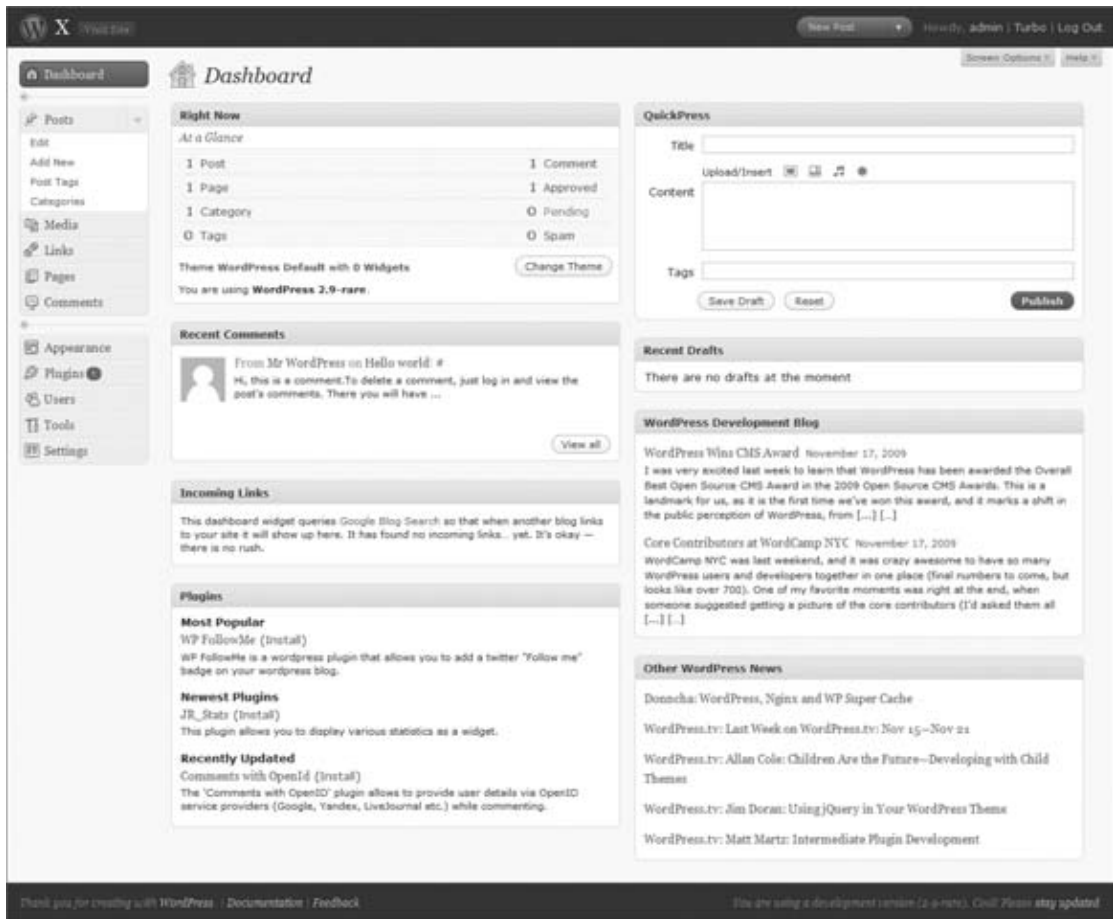 X Visit Site
New Post
Howdy, admin | Turbo | Log Out
Screen Options
Help
Dashboard
Posts
Edit
Add New
Post Tags
Categories
Media
Links
Pages
Comments
Appearance
Plugins
Users
Tools
Settings
Dashboard
Right Now
At a Glance
1 Post 1 Comment
1 Page 1 Approved
1 Category 0 Pending
0 Tags 0 Spam
Theme WordPress Default with 0 Widgets
Change Theme
You are using WordPress 2.9-rare.
Recent Comments
From Mr WordPress on Hello world! #
Hi, this is a comment.To delete a comment, just log in and view the
post's comments. There you will have ...
View all
Incoming Links
This dashboard widget queries Google Blog Search so that when another blog links
to your site it will show up here. It has found no incoming links... yet. It's okay —
there is no rush.
Plugins
Most Popular
WP FollowMe (Install)
WP FollowMe is a wordpress plugin that allows you to add a twitter "Follow me"
badge on your wordpress blog.
Newest Plugins
JR_Stats (Install)
This plugin allows you to display various statistics as a widget.
Recently Updated
Comments with OpenId (Install)
The 'Comments with OpenID' plugin allows to provide user details via OpenID
service providers (Google, Yandex, LiveJournal etc.) while commenting.
QuickPress
Title
Upload/Insert
Content
Tags
Save Draft
Reset
Publish
Recent Drafts
There are no drafts at the moment
WordPress Development Blog
WordPress Wins CMS Award November 17, 2009
I was very excited last week to learn that WordPress has been awarded the Overall
Best Open Source CMS Award in the 2009 Open Source CMS Awards. This is a
landmark for us, as it is the first time we've won this award, and it marks a shift in
the public perception of WordPress, from [...] [...]
Core Contributors at WordCamp NYC November 17, 2009
WordCamp NYC was last weekend, and it was crazy awesome to have so many
WordPress users and developers together in one place (final numbers to come, but
looks like over 700). One of my favorite moments was right at the end, when
someone suggested getting a picture of the core contributors (I'd asked them all
[...] [...]
Other WordPress News
Donncha: WordPress, Nginx and WP Super Cache
WordPress.tv: Last Week on WordPress.tv: Nov 15–Nov 21
WordPress.tv: Allan Cole: Children Are the Future—Developing with Child
Themes
WordPress.tv: Jim Doran: Using jQuery in Your WordPress Theme
WordPress.tv: Matt Martz: Intermediate Plugin Development
Thank you for creating with WordPress. | Documentation | Feedback
You are using a development version (2.9-rare). Cool! Please stay updated.